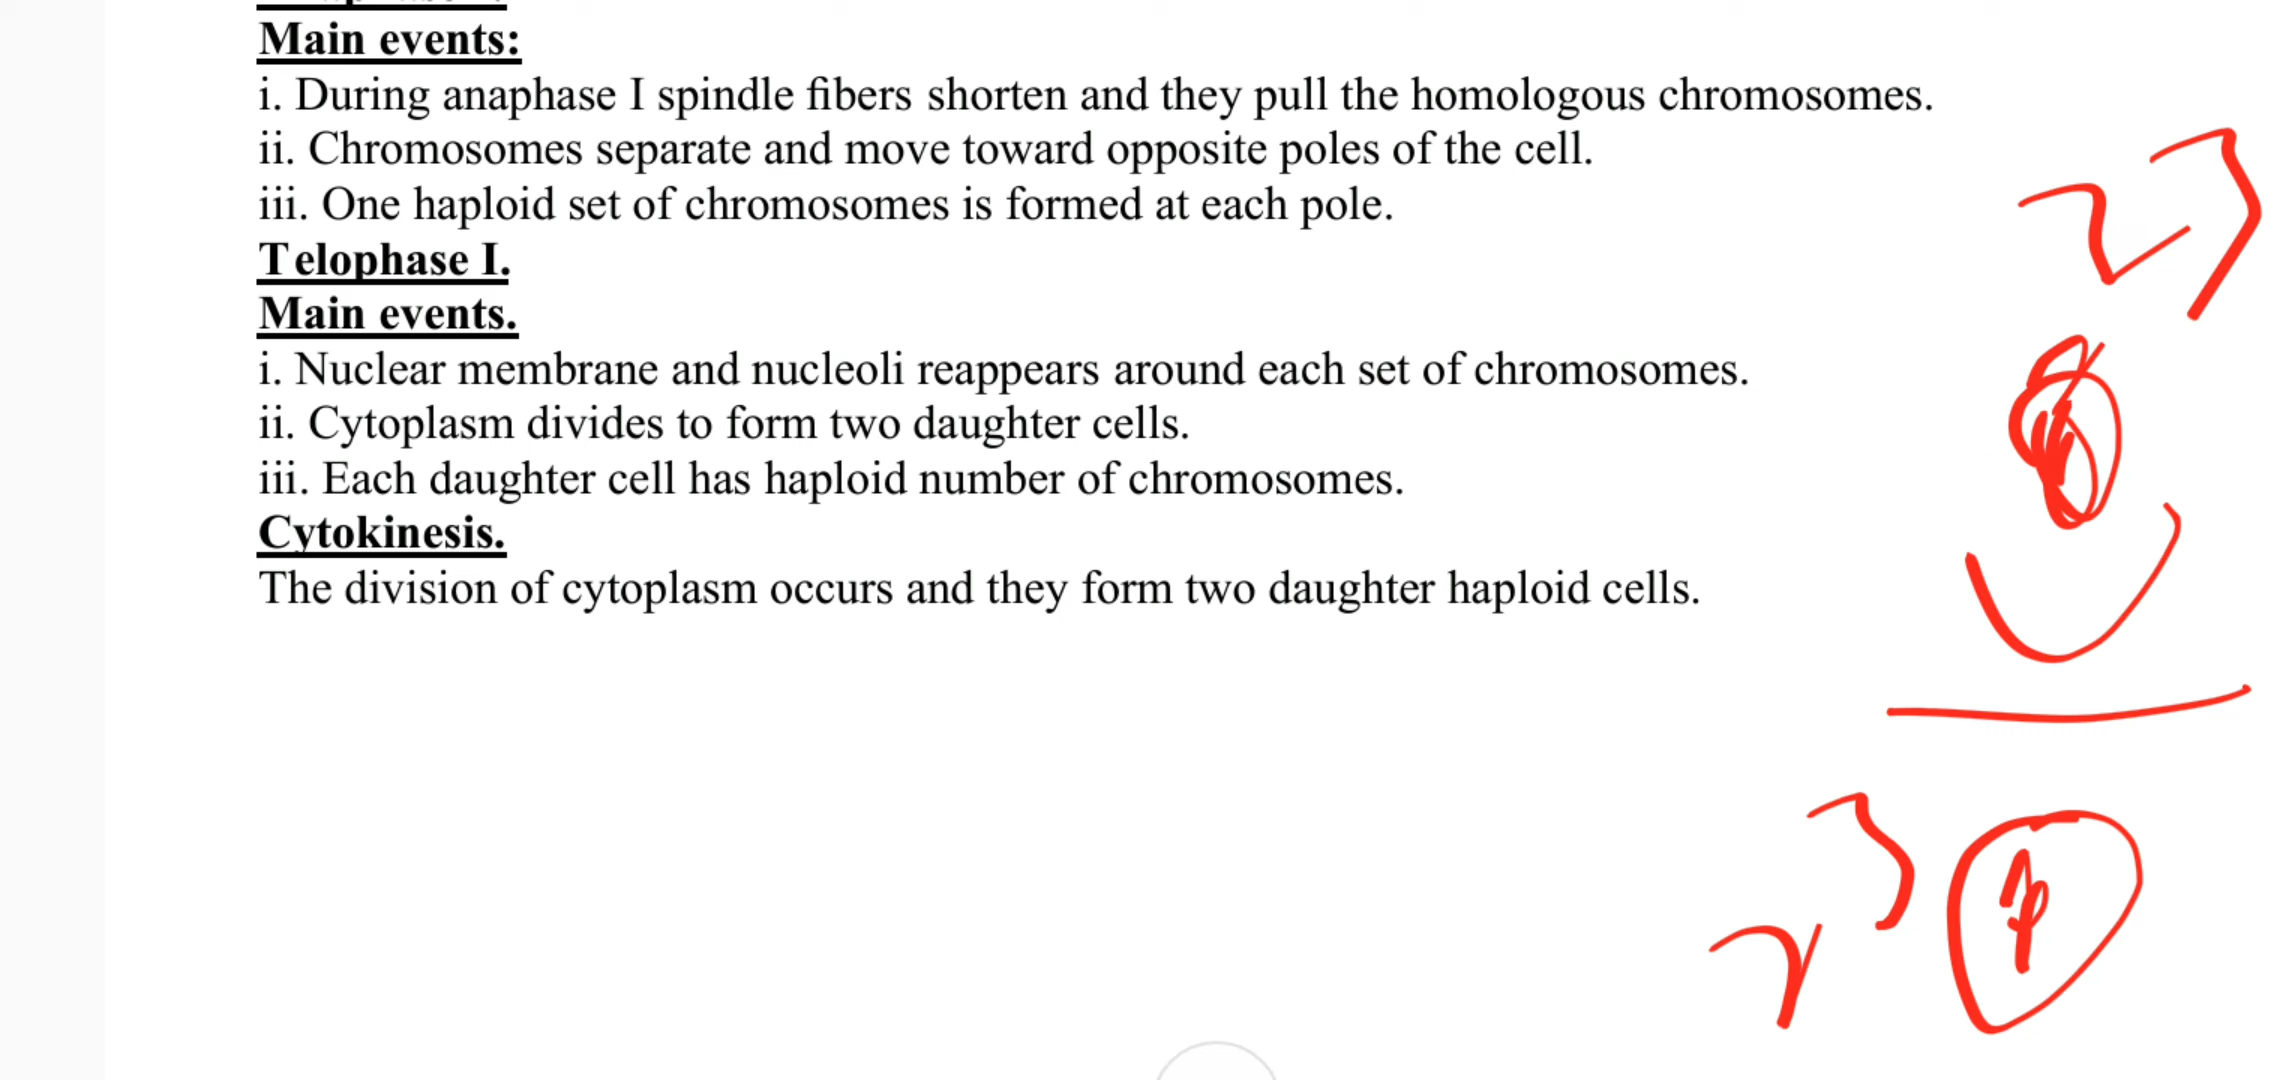 Main events:
i. During anaphase I spindle fibers shorten and they pull the homologous chromosomes.
ii. Chromosomes separate and move toward opposite poles of the cell.
iii. One haploid set of chromosomes is formed at each pole.
Telophase I.
Main events.
i. Nuclear membrane and nucleoli reappears around each set of chromosomes.
ii. Cytoplasm divides to form two daughter cells.
iii. Each daughter cell has haploid number of chromosomes.
Cytokinesis.
The division of cytoplasm occurs and they form two daughter haploid cells.